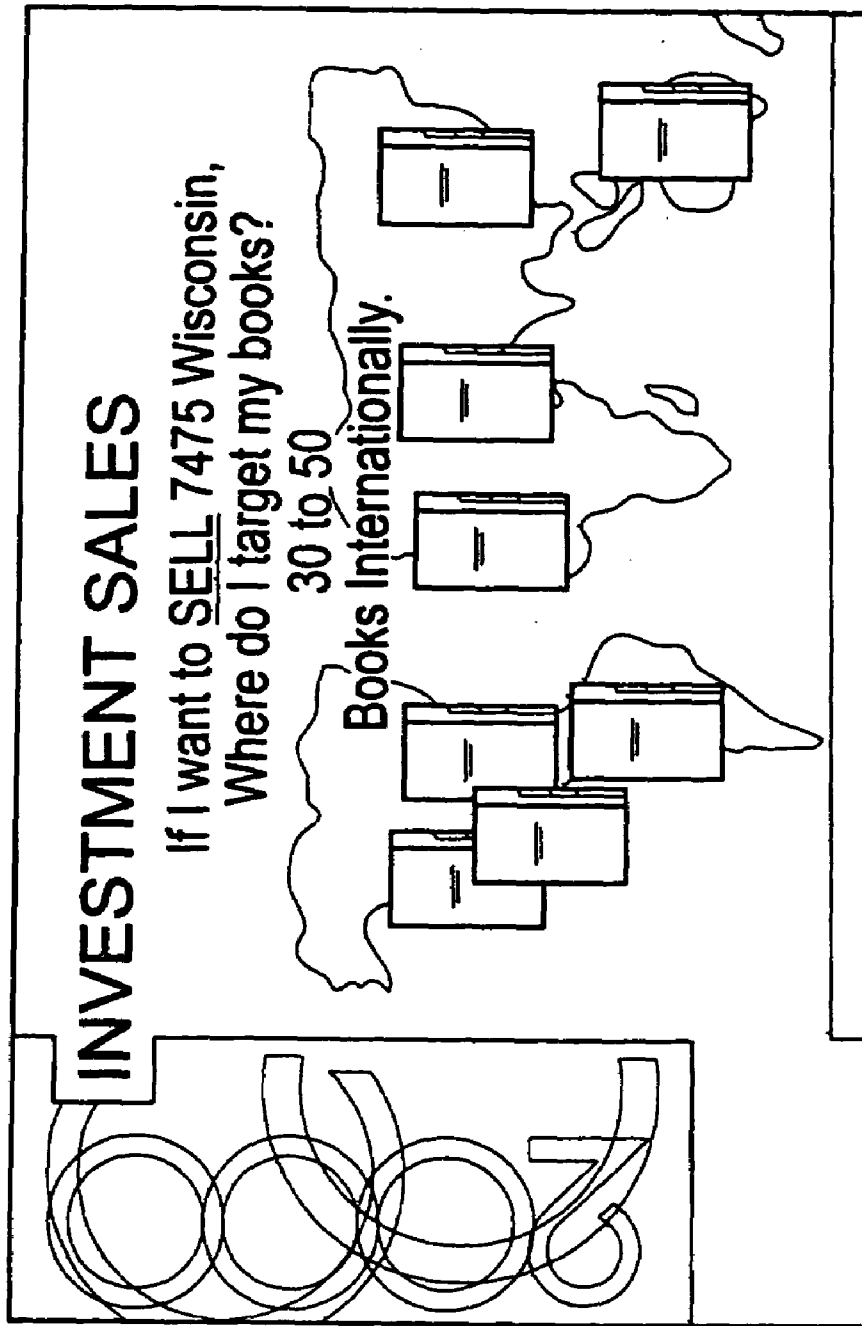 INVESTMENT SALES
If I want to SELL 7475 Wisconsin,
Where do I target my books?
30 to 50
Books Internationally.